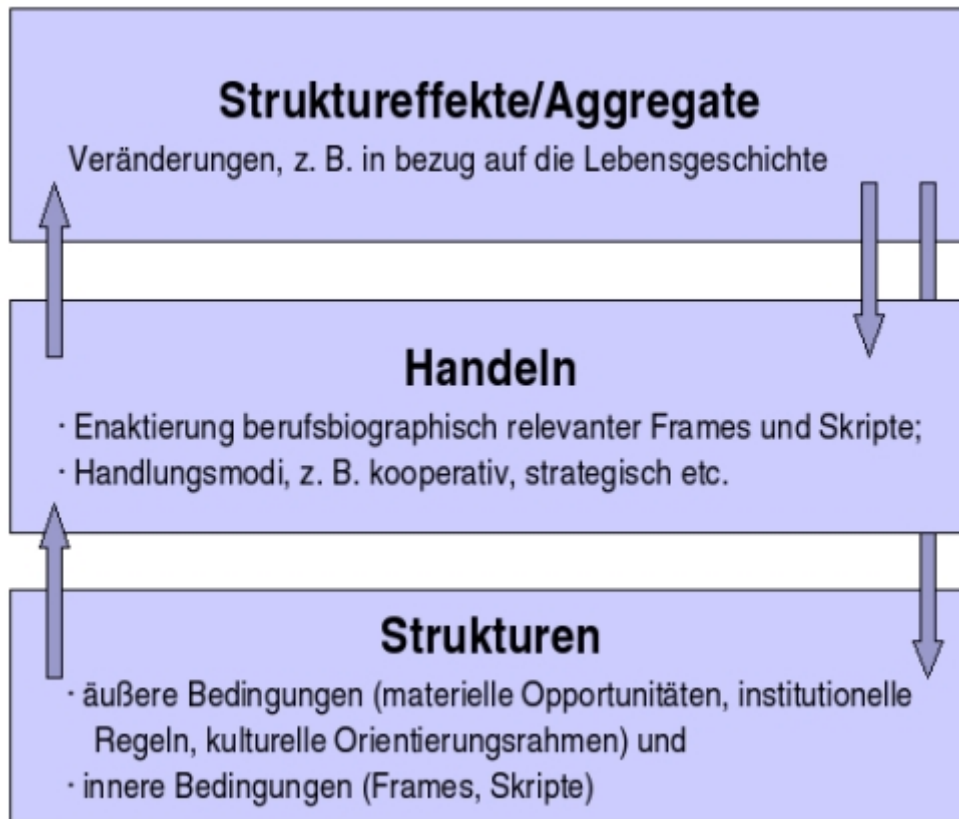 Struktureffekte/Aggregate
Veränderungen, z. B. in bezug auf die Lebensgeschichte
Handeln
· Enaktierung berufsbiographisch relevanter Frames und Skripte;
· Handlungsmodi, z. B. kooperativ, strategisch etc.
Strukturen
· äußere Bedingungen (materielle Opportunitäten, institutionelle
Regeln, kulturelle Orientierungsrahmen) und
· innere Bedingungen (Frames, Skripte)